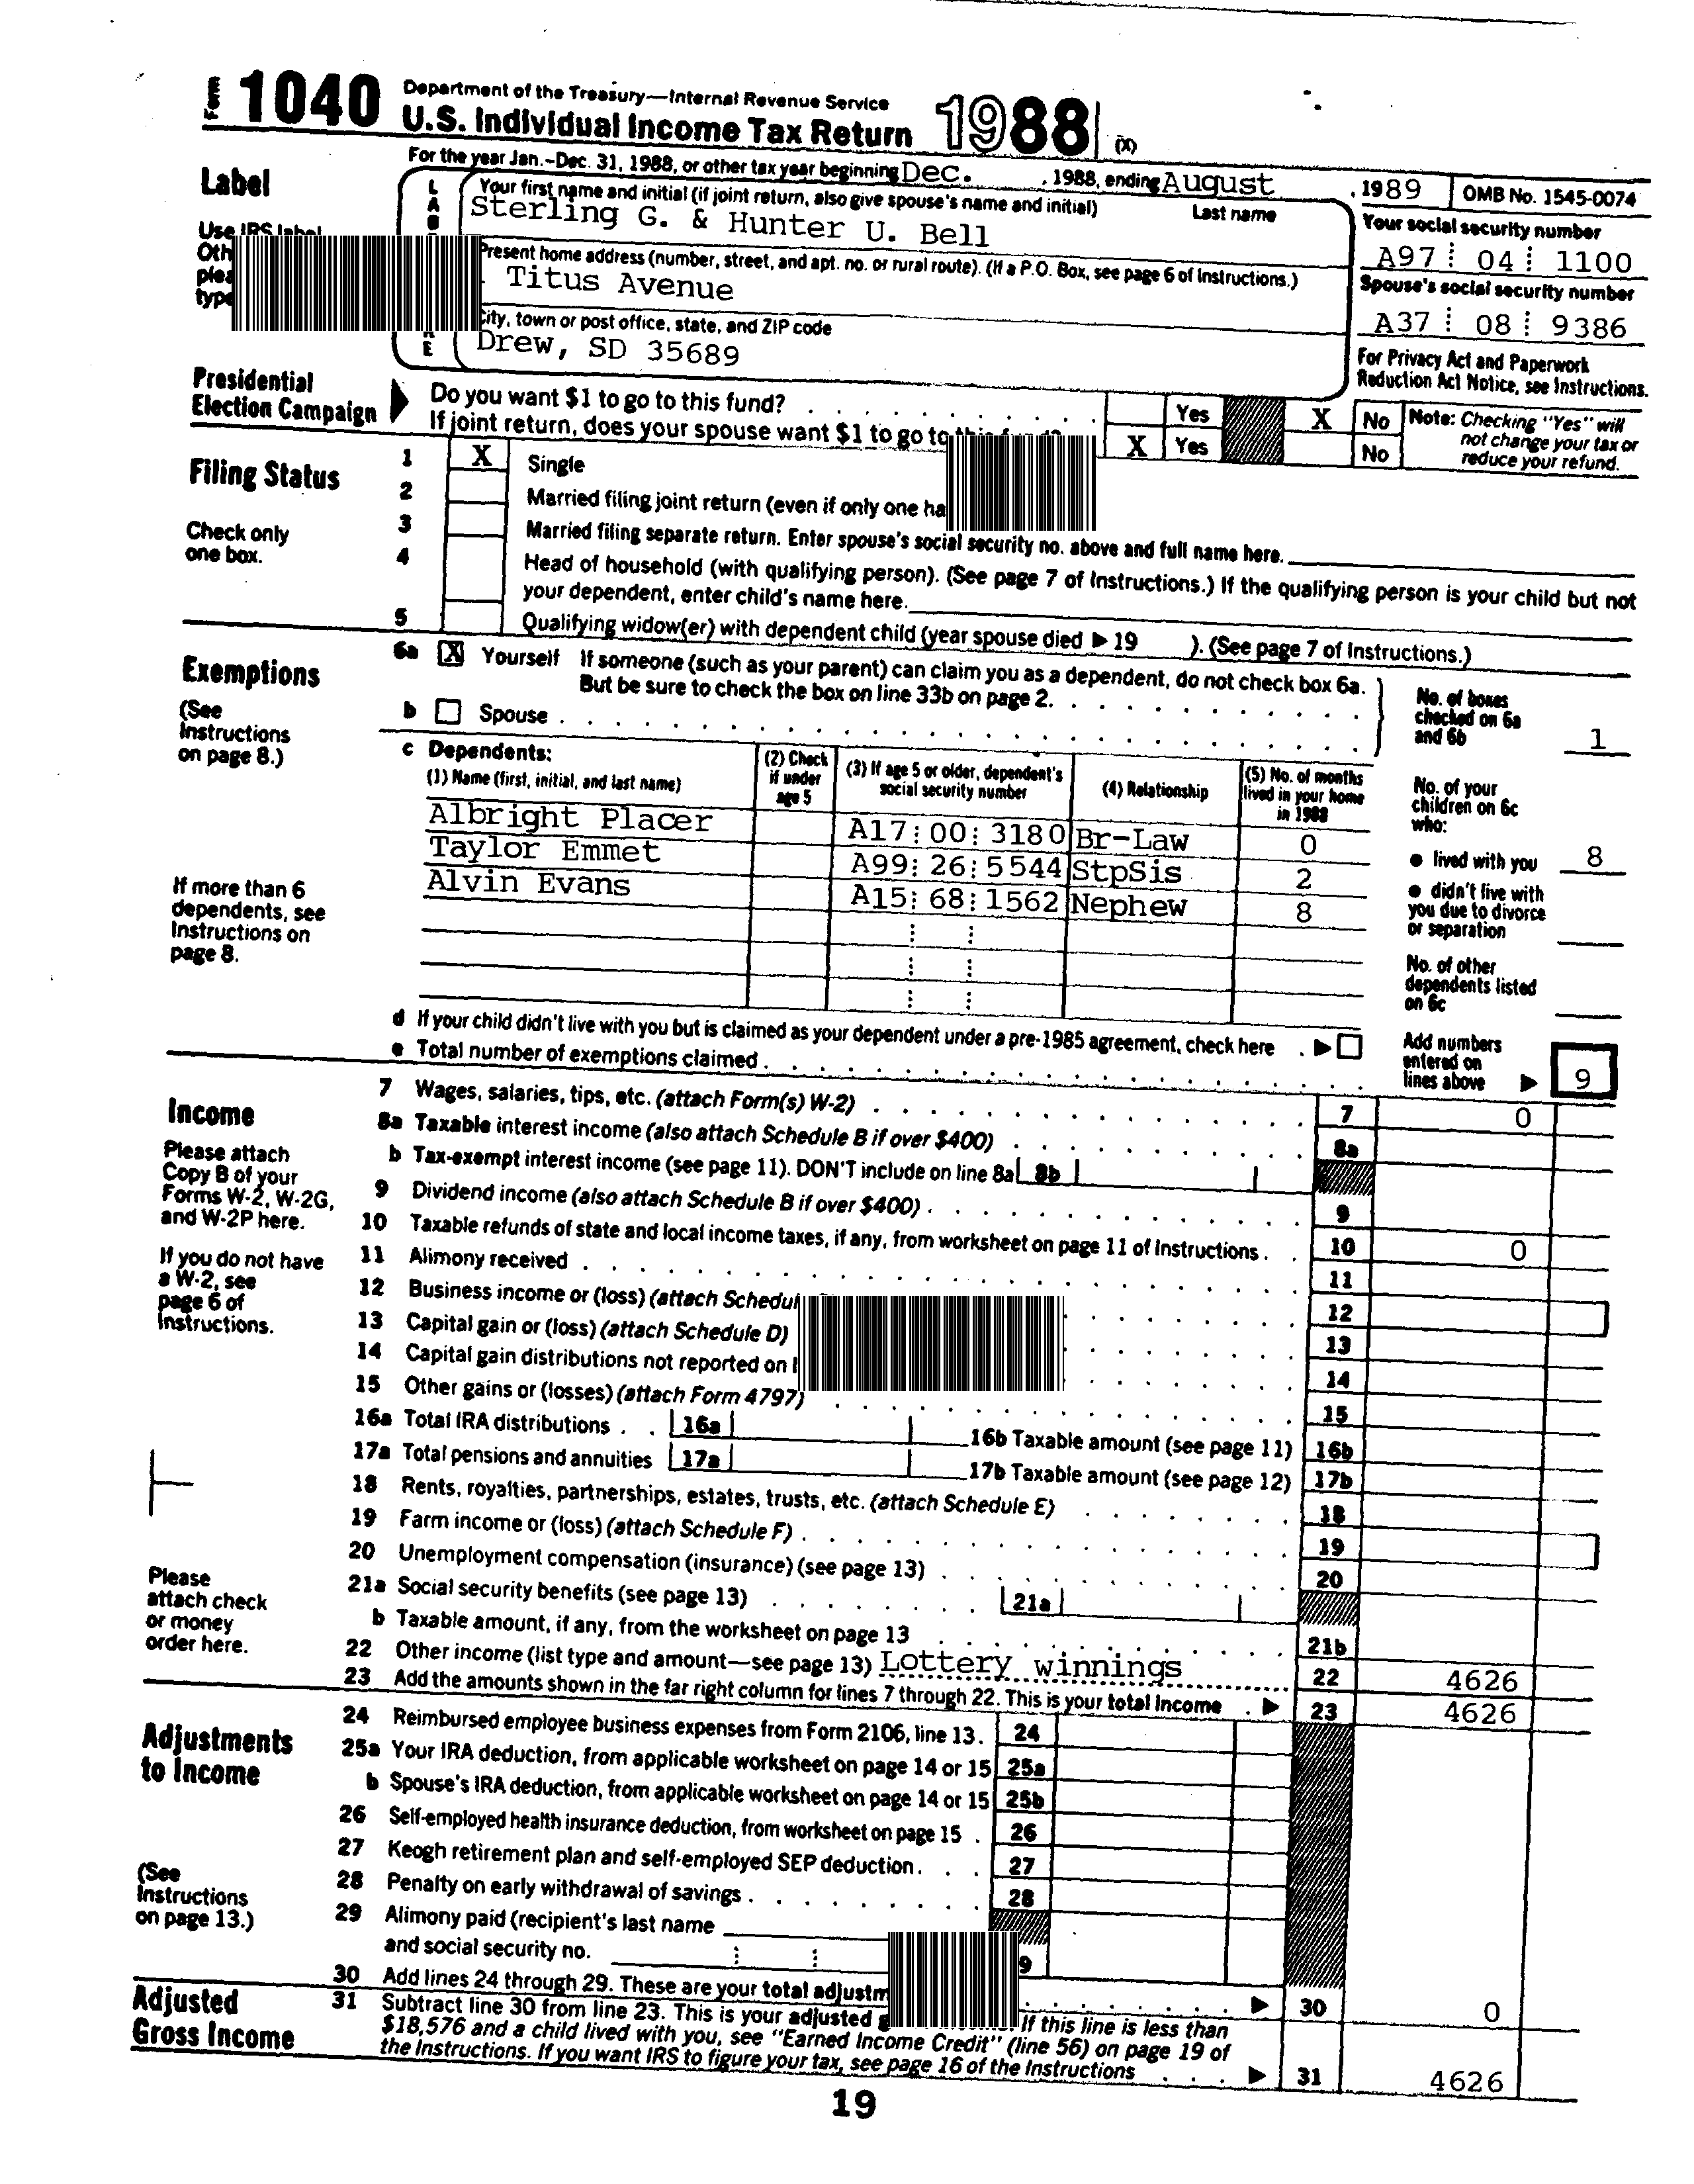 Form 1040 Department of the Treasury—Internal Revenue Service
U.S. Individual Income Tax Return 1988 (X)
For the year Jan.–Dec. 31, 1988, or other tax year beginning Dec. , 1988, ending August , 1989 OMB No. 1545-0074
Label
Use IRS label
L
A
B
Your first name and initial (if joint return, also give spouse's name and initial) Last name
Sterling G. & Hunter U. Bell
Your social security number
A97 04 1100
Present home address (number, street, and apt. no. or rural route). (If a P.O. Box, see page 6 of Instructions.)
Titus Avenue
Spouse's social security number
A37 08 9386
City, town or post office, state, and ZIP code
Drew, SD 35689
R
E
For Privacy Act and Paperwork
Reduction Act Notice, see Instructions.
Presidential
Election Campaign
Do you want $1 to go to this fund? Yes X No
If joint return, does your spouse want $1 to go to this fund? X Yes No
Note: Checking "Yes" will
not change your tax or
reduce your refund.
Filing Status
Check only
one box.
1 X Single
2 Married filing joint return (even if only one ha
3 Married filing separate return. Enter spouse's social security no. above and full name here.
4 Head of household (with qualifying person). (See page 7 of Instructions.) If the qualifying person is your child but not
your dependent, enter child's name here.
5 Qualifying widow(er) with dependent child (year spouse died ▶ 19 ). (See page 7 of Instructions.)
Exemptions
(See
Instructions
on page 8.)
6a X Yourself If someone (such as your parent) can claim you as a dependent, do not check box 6a.
But be sure to check the box on line 33b on page 2.
b Spouse
No. of boxes
checked on 6a
and 6b 1
c Dependents:
(1) Name (first, initial, and last name)
(2) Check
if under
age 5
(3) If age 5 or older, dependent's
social security number
(4) Relationship
(5) No. of months
lived in your home
in 1988
Albright Placer A17 00 3180 Br-Law 0
Taylor Emmet A99 26 5544 StpSis 2
Alvin Evans A15 68 1562 Nephew 8
No. of your
children on 6c
who:
● lived with you 8
● didn't live with
you due to divorce
or separation
No. of other
dependents listed
on 6c
If more than 6
dependents, see
Instructions on
page 8.
d If your child didn't live with you but is claimed as your dependent under a pre-1985 agreement, check here . ▶
e Total number of exemptions claimed
Add numbers
entered on
lines above ▶ 9
Income
Please attach
Copy B of your
Forms W-2, W-2G,
and W-2P here.
If you do not have
a W-2, see
page 6 of
Instructions.
7 Wages, salaries, tips, etc. (attach Form(s) W-2) 7 0
8a Taxable interest income (also attach Schedule B if over $400) 8a
b Tax-exempt interest income (see page 11). DON'T include on line 8a 8b
9 Dividend income (also attach Schedule B if over $400) 9
10 Taxable refunds of state and local income taxes, if any, from worksheet on page 11 of Instructions 10 0
11 Alimony received 11
12 Business income or (loss) (attach Schedul 12
13 Capital gain or (loss) (attach Schedule D) 13
14 Capital gain distributions not reported on 14
15 Other gains or (losses) (attach Form 4797) 15
16a Total IRA distributions 16a 16b Taxable amount (see page 11) 16b
17a Total pensions and annuities 17a 17b Taxable amount (see page 12) 17b
18 Rents, royalties, partnerships, estates, trusts, etc. (attach Schedule E) 18
19 Farm income or (loss) (attach Schedule F) 19
20 Unemployment compensation (insurance) (see page 13) 20
21a Social security benefits (see page 13) 21a
b Taxable amount, if any, from the worksheet on page 13 21b
22 Other income (list type and amount—see page 13) Lottery winnings 22 4626
23 Add the amounts shown in the far right column for lines 7 through 22. This is your total income ▶ 23 4626
Please
attach check
or money
order here.
Adjustments
to Income
(See
Instructions
on page 13.)
24 Reimbursed employee business expenses from Form 2106, line 13. 24
25a Your IRA deduction, from applicable worksheet on page 14 or 15 25a
b Spouse's IRA deduction, from applicable worksheet on page 14 or 15 25b
26 Self-employed health insurance deduction, from worksheet on page 15 26
27 Keogh retirement plan and self-employed SEP deduction 27
28 Penalty on early withdrawal of savings 28
29 Alimony paid (recipient's last name
and social security no. 9
30 Add lines 24 through 29. These are your total adjustm ▶ 30 0
Adjusted
Gross Income
31 Subtract line 30 from line 23. This is your adjusted g If this line is less than
$18,576 and a child lived with you, see "Earned Income Credit" (line 56) on page 19 of
the Instructions. If you want IRS to figure your tax, see page 16 of the Instructions ▶ 31 4626
19